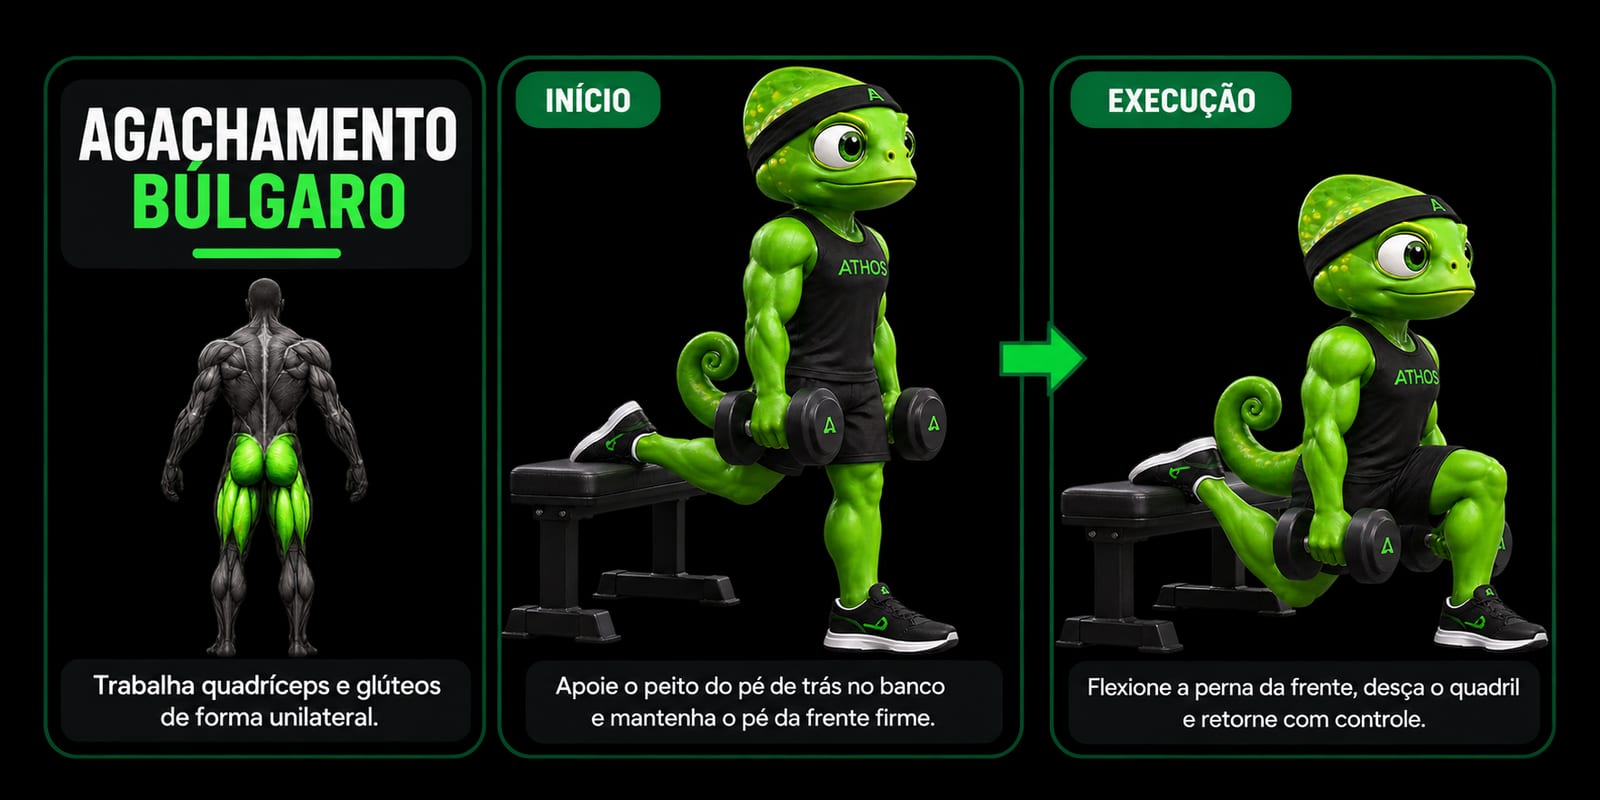 AGACHAMENTO
BÚLGARO
Trabalha quadríceps e glúteos
de forma unilateral.
INÍCIO
A
ATHOS
A
A
Apoie o peito do pé de trás no banco
e mantenha o pé da frente firme.
EXECUÇÃO
A
ATHOS
A
A
Flexione a perna da frente, desça o quadril
e retorne com controle.